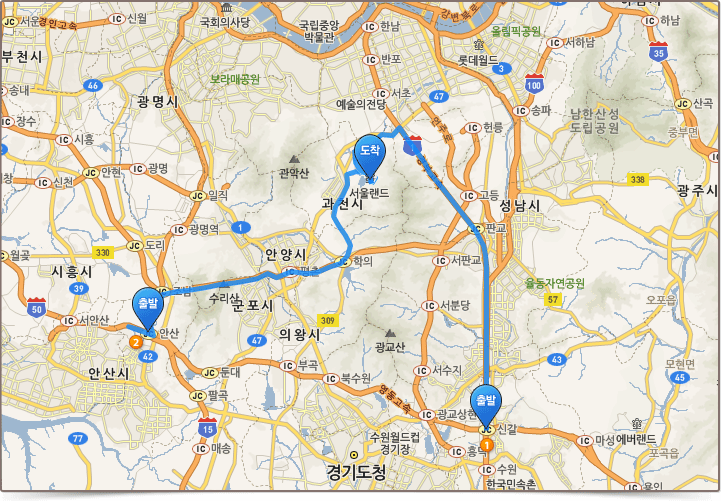 경인고속
IC 신월
국회의사당
국립중앙
박물관
IC 한남
강변북로
올림픽공원
IC 하남
JC 서운
부천시
IC 반포
롯데월드
IC 서하남
35
3
보라매공원
46
IC 송내
광명시
예술의전당
IC 서초
47
100
IC 송파
JC 산곡
남한산성
도립공원
중부면
IC 장수
IC 시흥
도착
IC 헌릉
IC 광명
관악산
IC 신천
JC 안현
JC 일직
서울랜드
과천시
IC 고등
성남시
338
광주시
IC 광명역
1
JC 판교
IC 월곶
330
JC 도리
안양시
IC 평촌
IC 학의
IC 서판교
시흥시
39
수리산
군포시
율동자연공원
57
오포읍
50
IC 서안산
출발
안산
2
42
309
의왕시
IC 서분당
광교산
47
43
모현면
45
안산시
JC 둔대
IC 부곡
IC 북수원
IC 서수지
영동고속
출발
JC 팔곡
15
IC 광교상현
JC 신갈
1
77
IC 매송
수원월드컵
경기장
IC 마성
에버랜드
포곡읍
경기도청
IC 흥덕
IC 수원
한국민속촌
IC 용인